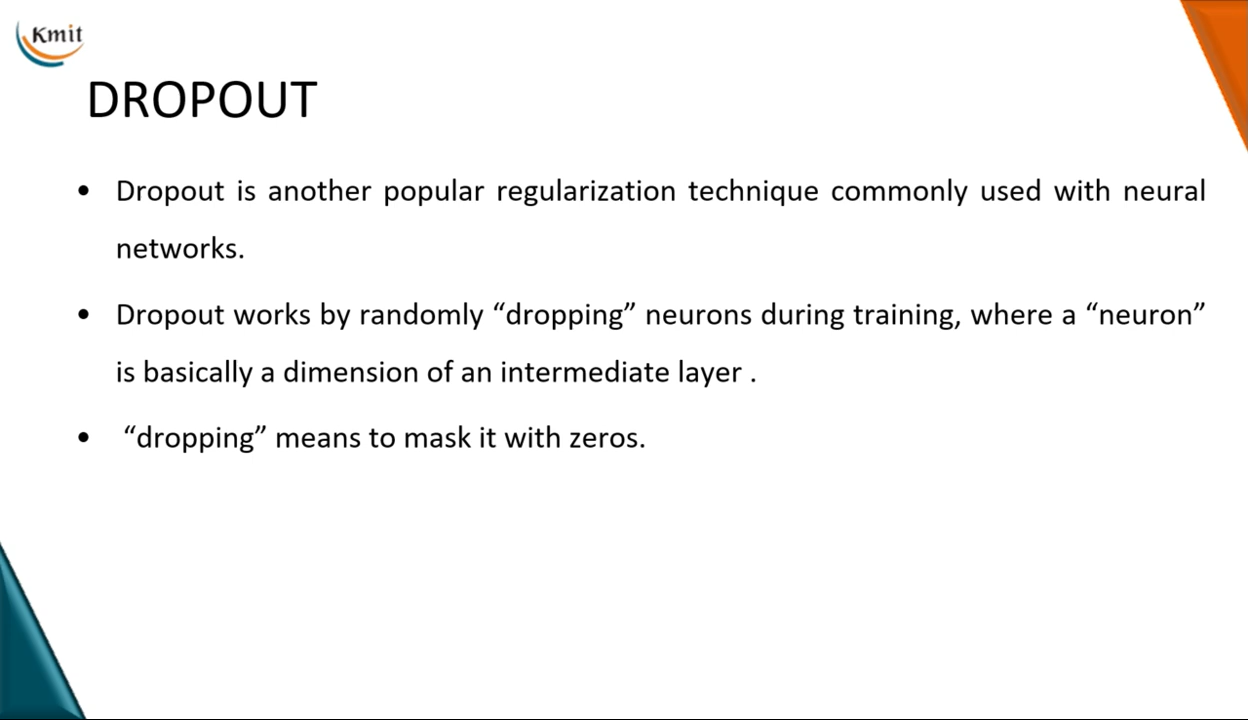 Kmit
DROPOUT
• Dropout is another popular regularization technique commonly used with neural
networks.
• Dropout works by randomly “dropping” neurons during training, where a “neuron”
is basically a dimension of an intermediate layer .
• “dropping” means to mask it with zeros.